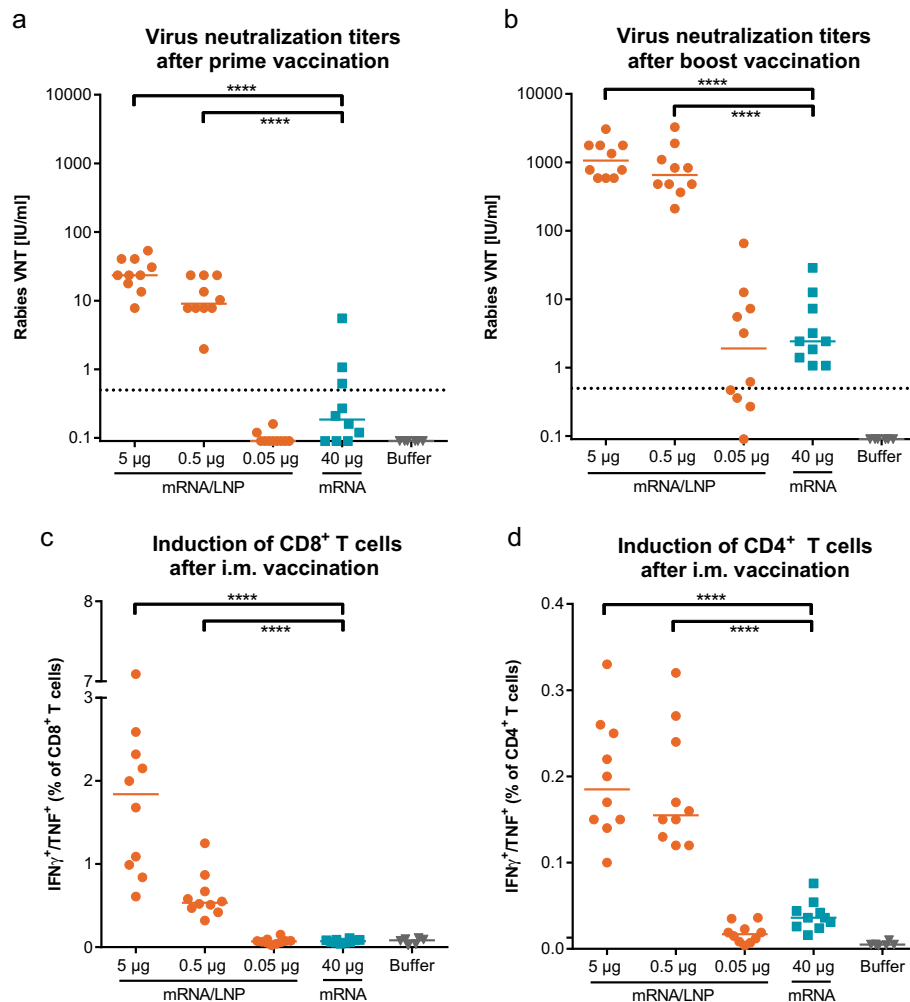 a
Virus neutralization titers
after prime vaccination
****
****
10000
1000
100
10
1
0.1
Rabies VNT [IU/ml]
5 µg
0.5 µg
0.05 µg
40 µg
Buffer
mRNA/LNP
mRNA
b
Virus neutralization titers
after boost vaccination
****
****
10000
1000
100
10
1
0.1
Rabies VNT [IU/ml]
5 µg
0.5 µg
0.05 µg
40 µg
Buffer
mRNA/LNP
mRNA
c
Induction of CD8⁺ T cells
after i.m. vaccination
****
****
8
7
3
2
1
0
IFNγ⁺/TNF⁺ (% of CD8⁺ T cells)
5 µg
0.5 µg
0.05 µg
40 µg
Buffer
mRNA/LNP
mRNA
d
Induction of CD4⁺ T cells
after i.m. vaccination
****
****
0.4
0.3
0.2
0.1
0.0
IFNγ⁺/TNF⁺ (% of CD4⁺ T cells)
5 µg
0.5 µg
0.05 µg
40 µg
Buffer
mRNA/LNP
mRNA